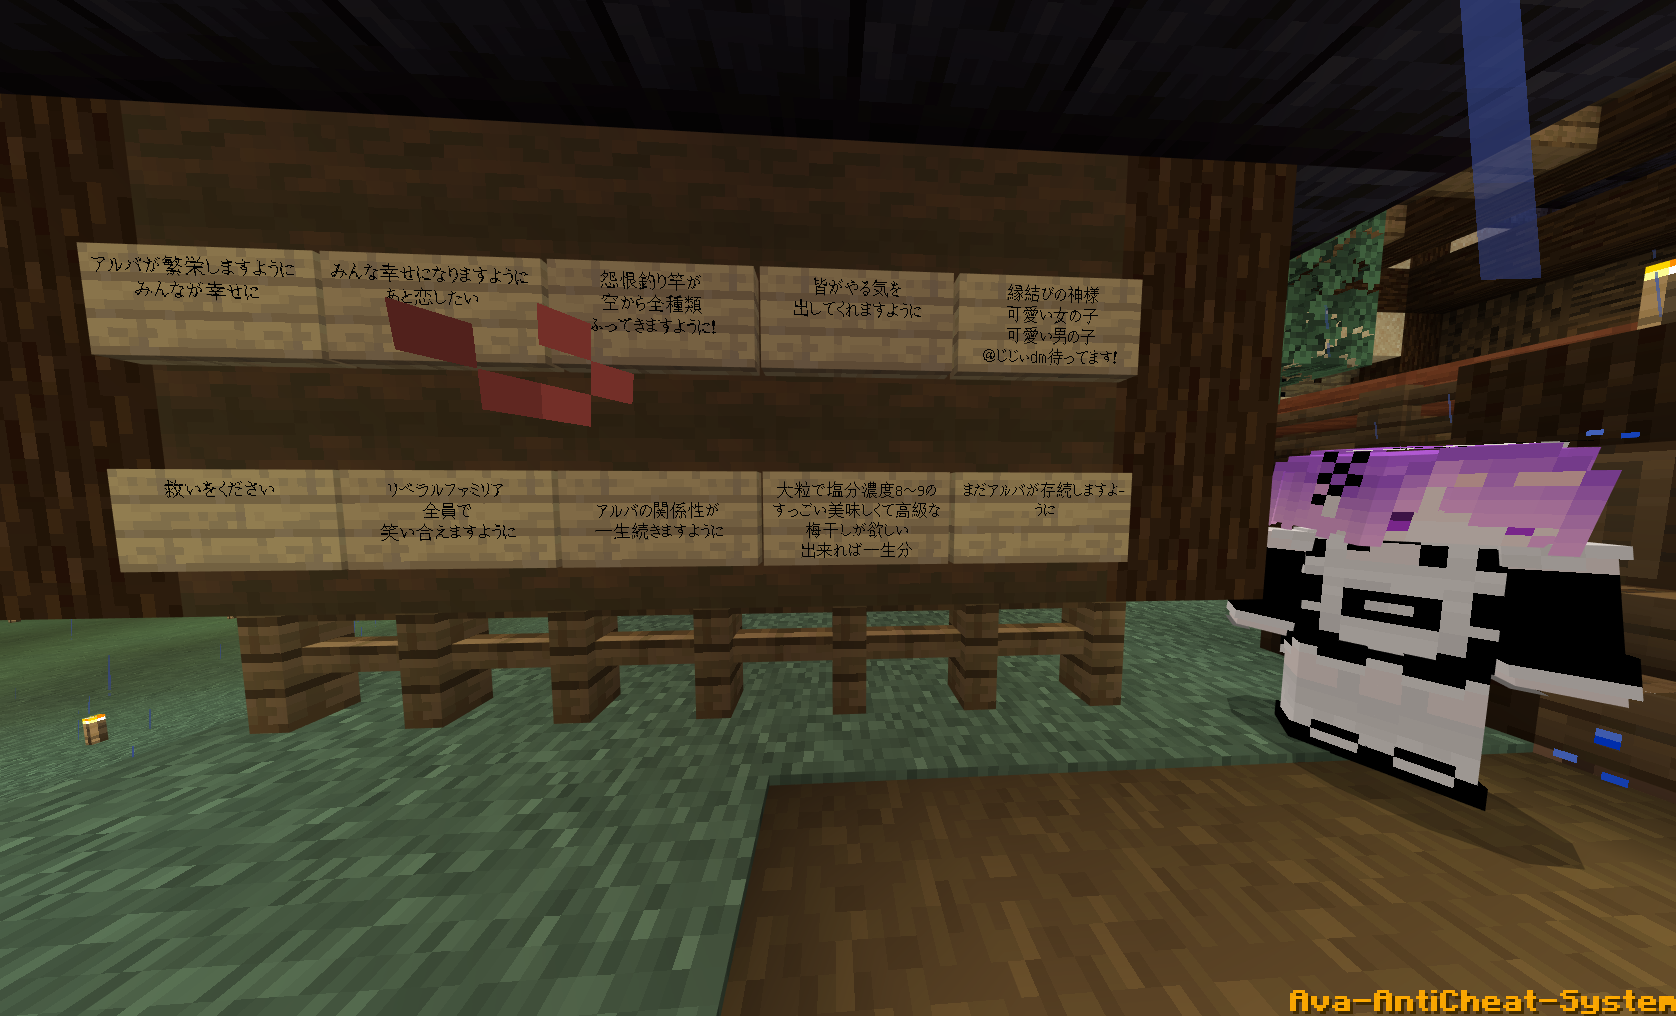 アルバが繁栄しますように
みんなが幸せに
みんな幸せになりますように
あと恋したい
怨恨釣り竿が
空から全種類
ふってきますように!
皆がやる気を
出してくれますように
縁結びの神様
可愛い女の子
可愛い男の子
@じじぃdm待ってます!
救いをください
リベラルファミリア
全員で
笑い合えますように
アルバの関係性が
一生続きますように
大粒で塩分濃度8〜9の
すっごい美味しくて高級な
梅干しが欲しい
出来れば一生分
まだアルバが存続しますよー
うに
Ava-AntiCheat-System